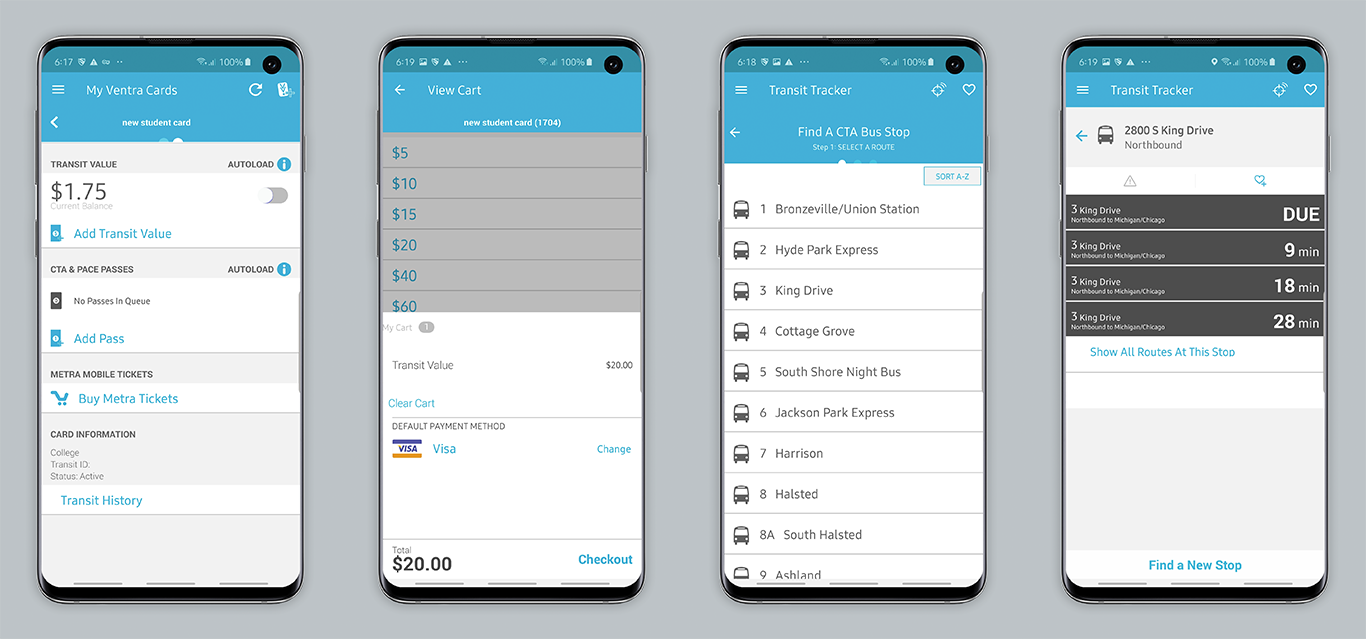 6:17
100%
My Ventra Cards
new student card
TRANSIT VALUE
AUTOLOAD
$1.75
Current Balance
Add Transit Value
CTA & PACE PASSES
AUTOLOAD
No Passes In Queue
Add Pass
METRA MOBILE TICKETS
Buy Metra Tickets
CARD INFORMATION
College
Transit ID:
Status: Active
Transit History
6:19
100%
View Cart
new student card (1704)
$5
$10
$15
$20
$40
$60
My Cart 1
Transit Value $20.00
Clear Cart
DEFAULT PAYMENT METHOD
VISA Visa Change
Total
$20.00
Checkout
6:18
100%
Transit Tracker
Find A CTA Bus Stop
Step 1: SELECT A ROUTE
SORT A-Z
1 Bronzeville/Union Station
2 Hyde Park Express
3 King Drive
4 Cottage Grove
5 South Shore Night Bus
6 Jackson Park Express
7 Harrison
8 Halsted
8A South Halsted
9 Ashland
6:19
100%
Transit Tracker
2800 S King Drive
Northbound
3 King Drive
Northbound to Michigan/Chicago
DUE
3 King Drive
Northbound to Michigan/Chicago
9 min
3 King Drive
Northbound to Michigan/Chicago
18 min
3 King Drive
Northbound to Michigan/Chicago
28 min
Show All Routes At This Stop
Find a New Stop